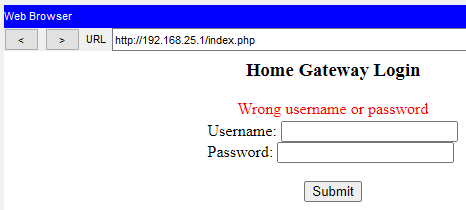 Web Browser
< > URL http://192.168.25.1/index.php
Home Gateway Login
Wrong username or password
Username:
Password:
Submit